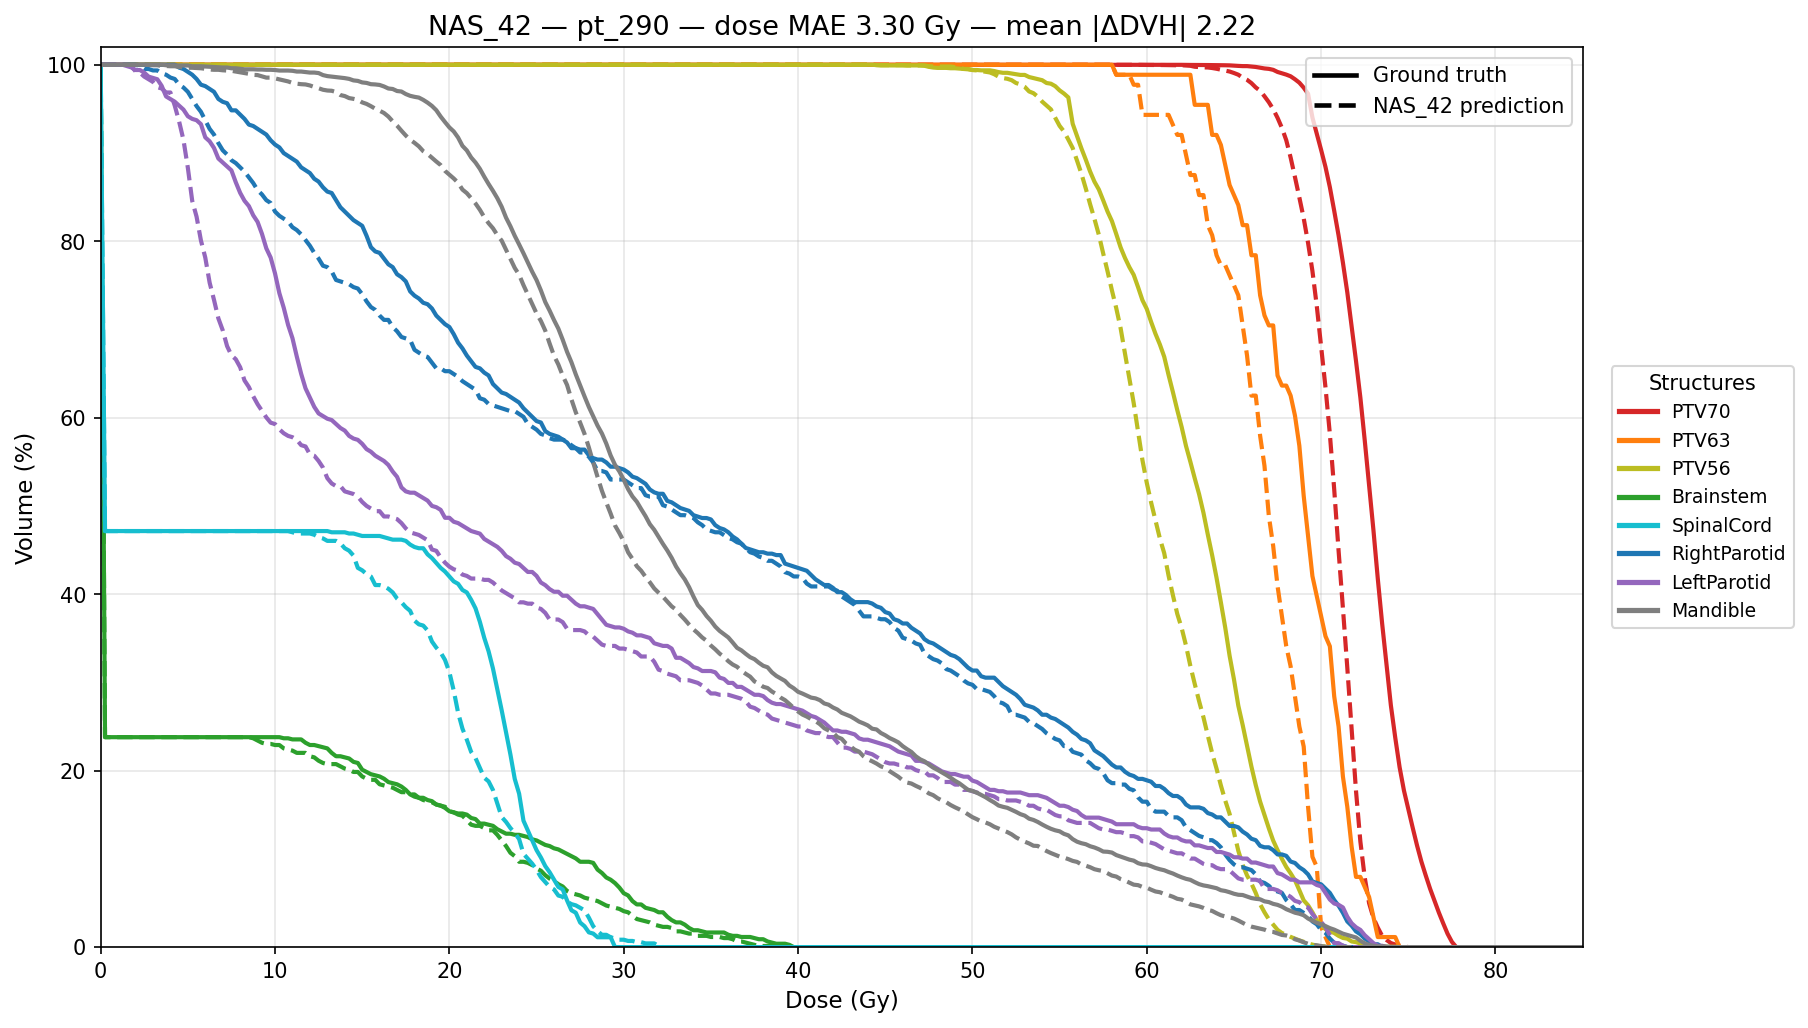 NAS_42 — pt_290 — dose MAE 3.30 Gy — mean |ΔDVH| 2.22
Ground truth
NAS_42 prediction
Volume (%)
100
80
60
40
20
0
0 10 20 30 40 50 60 70 80
Dose (Gy)
Structures
PTV70
PTV63
PTV56
Brainstem
SpinalCord
RightParotid
LeftParotid
Mandible